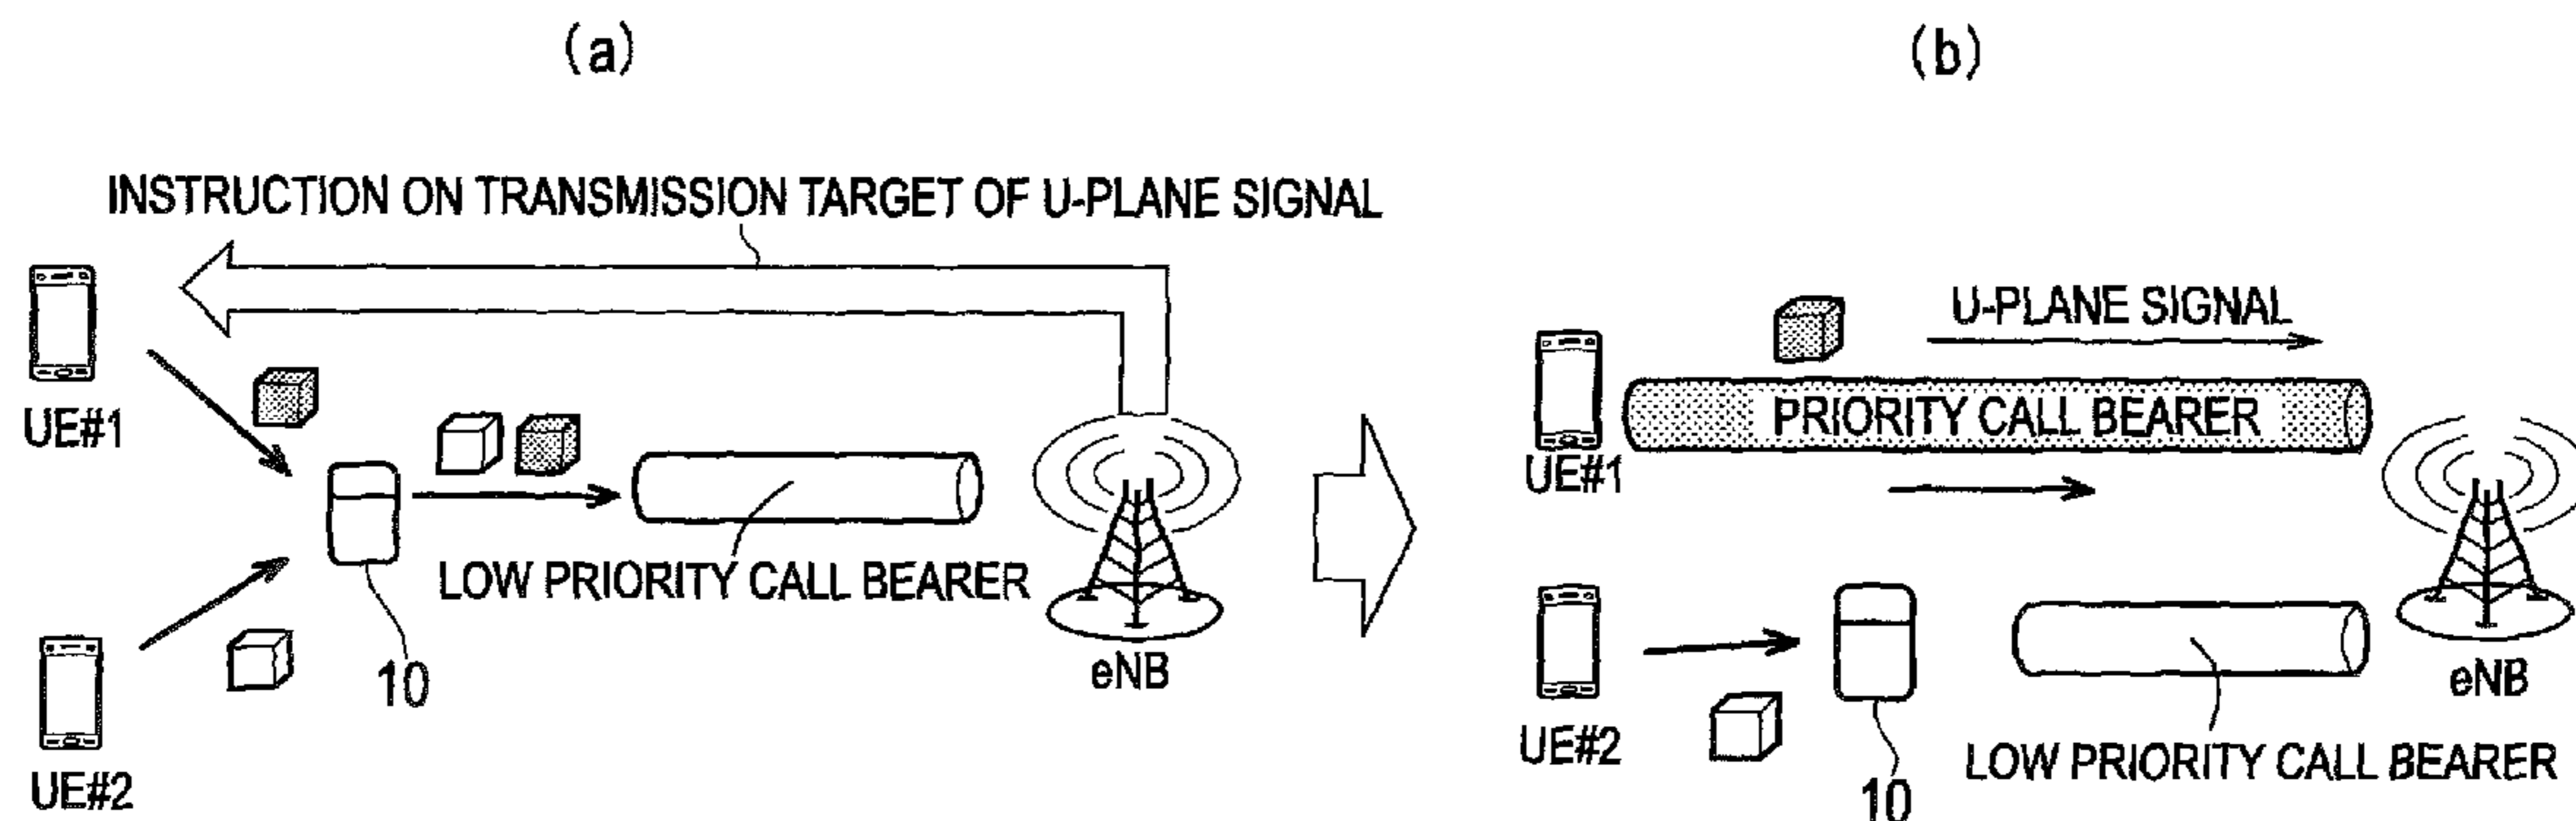 (a)
INSTRUCTION ON TRANSMISSION TARGET OF U-PLANE SIGNAL
UE#1
LOW PRIORITY CALL BEARER
10
eNB
UE#2
(b)
U-PLANE SIGNAL
PRIORITY CALL BEARER
UE#1
eNB
UE#2
LOW PRIORITY CALL BEARER
10